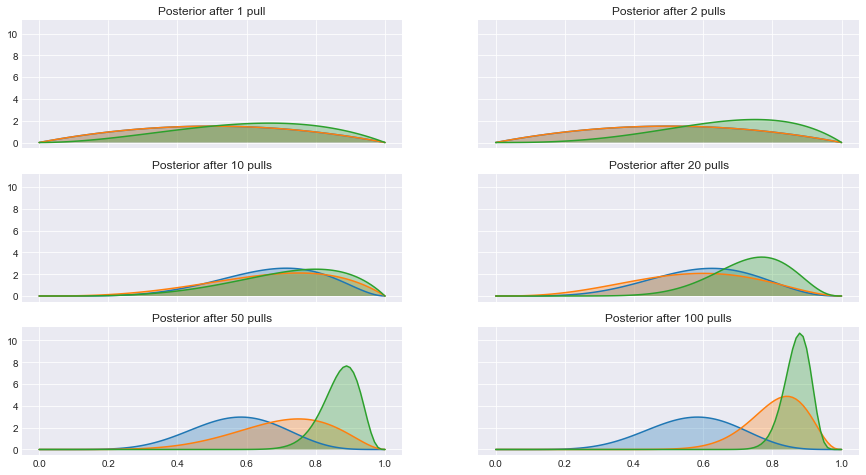 Posterior after 1 pull
Posterior after 2 pulls
10
8
6
4
2
0
Posterior after 10 pulls
Posterior after 20 pulls
10
8
6
4
2
0
Posterior after 50 pulls
Posterior after 100 pulls
10
8
6
4
2
0
0.0 0.2 0.4 0.6 0.8 1.0
0.0 0.2 0.4 0.6 0.8 1.0